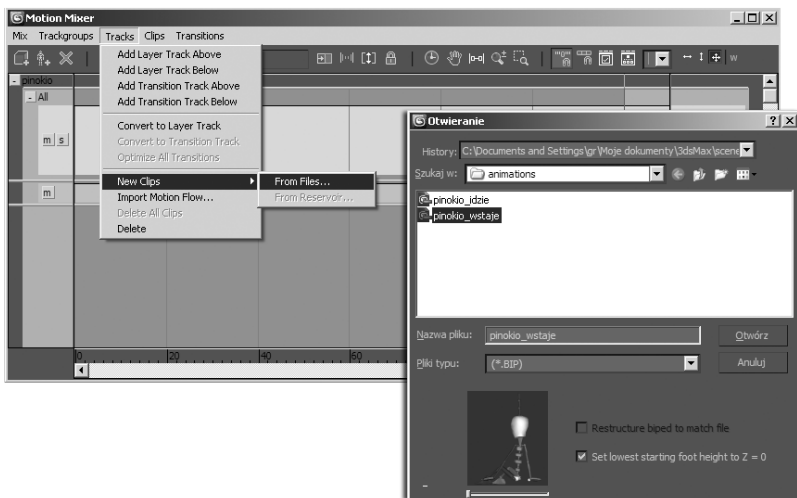 Motion Mixer
Mix Trackgroups Tracks Clips Transitions
Add Layer Track Above
Add Layer Track Below
Add Transition Track Above
Add Transition Track Below
Convert to Layer Track
Convert to Transition Track
Optimize All Transitions
New Clips
From Files...
From Reservoir...
Import Motion Flow...
Delete All Clips
Delete
w
pinokio
All
m s
m
0 20 40 60
Otwieranie
History: C:\Documents and Settings\gr\Moje dokumenty\3dsMax\scene
Szukaj w: animations
pinokio_idzie
pinokio_wstaje
Nazwa pliku: pinokio_wstaje Otwórz
Pliki typu: (*.BIP) Anuluj
Restructure biped to match file
Set lowest starting foot height to Z = 0